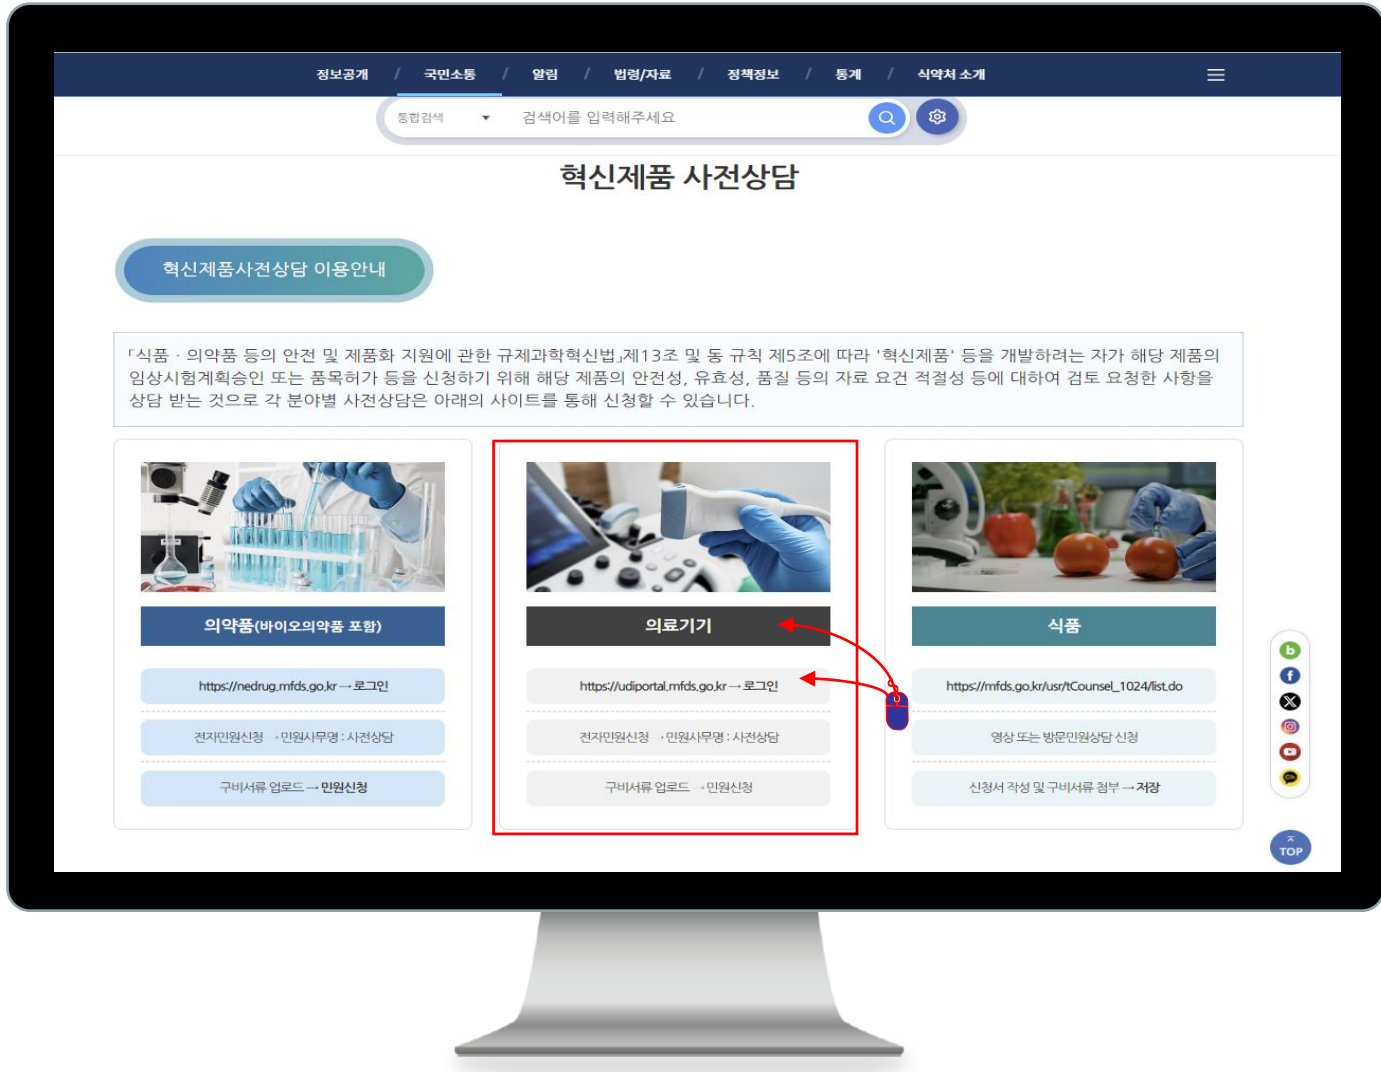 정보공개 / 국민소통 / 알림 / 법령/자료 / 정책정보 / 통계 / 식약처 소개
통합검색 검색어를 입력해주세요
혁신제품 사전상담
혁신제품사전상담 이용안내
「식품 · 의약품 등의 안전 및 제품화 지원에 관한 규제과학혁신법」제13조 및 동 규칙 제5조에 따라 '혁신제품' 등을 개발하려는 자가 해당 제품의
임상시험계획승인 또는 품목허가 등을 신청하기 위해 해당 제품의 안전성, 유효성, 품질 등의 자료 요건 적절성 등에 대하여 검토 요청한 사항을
상담 받는 것으로 각 분야별 사전상담은 아래의 사이트를 통해 신청할 수 있습니다.
의약품(바이오의약품 포함)
https://nedrug.mfds.go.kr → 로그인
전자민원신청 → 민원사무명 : 사전상담
구비서류 업로드 → 민원신청
의료기기
https://udiportal.mfds.go.kr → 로그인
전자민원신청 → 민원사무명 : 사전상담
구비서류 업로드 → 민원신청
식품
https://mfds.go.kr/usr/tCounsel_1024/list.do
영상 또는 방문민원상담 신청
신청서 작성 및 구비서류 첨부 → 저장
TOP